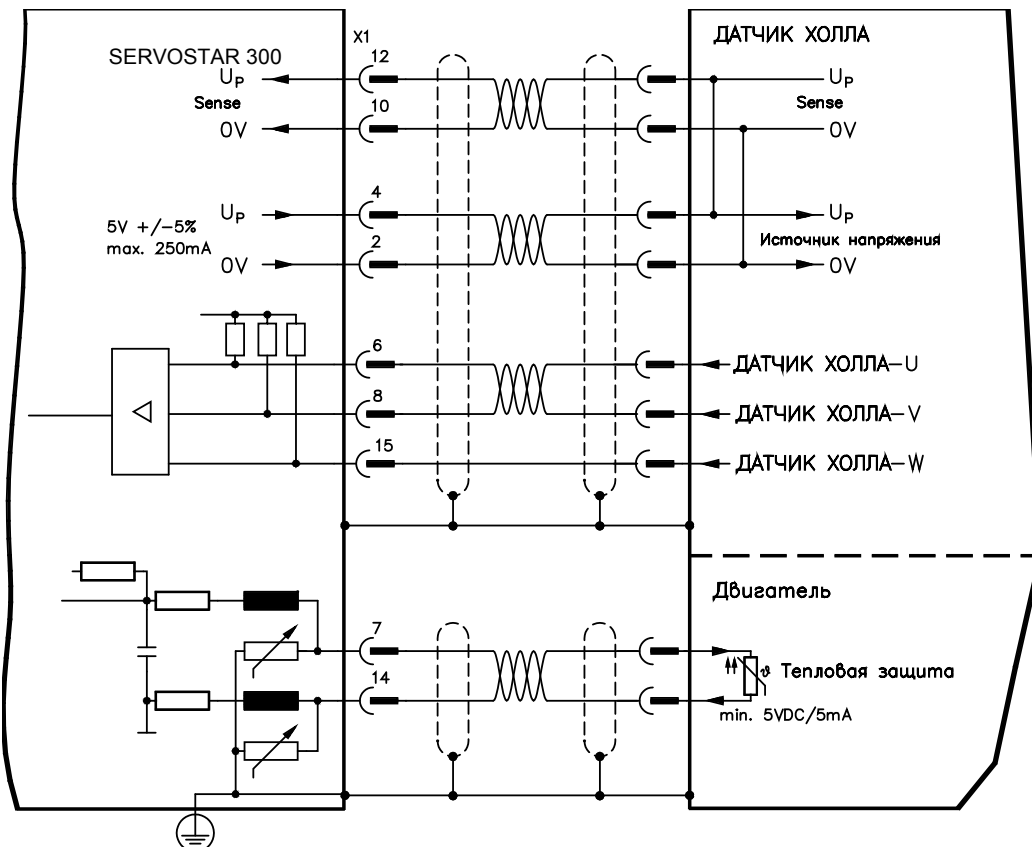 X1
ДАТЧИК ХОЛЛА
SERVOSTAR 300
12
UP
UP
Sense
10
Sense
0V
0V
4
UP
UP
5V +/-5%
max. 250mA
2
Источник напряжения
0V
0V
6
ДАТЧИК ХОЛЛА-U
8
ДАТЧИК ХОЛЛА-V
15
ДАТЧИК ХОЛЛА-W
Двигатель
7
ϑ Тепловая защита
14
min. 5VDC/5mA